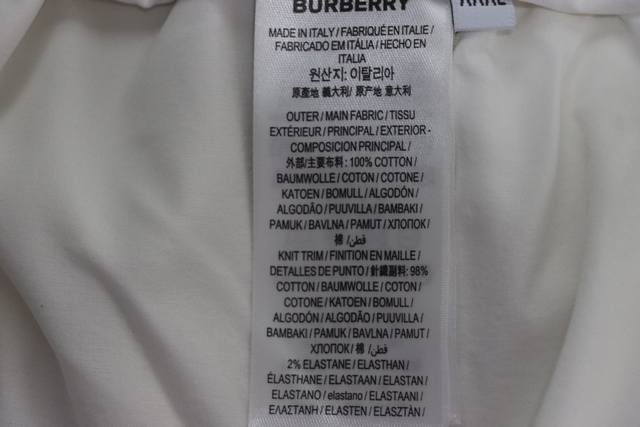 BURBERRY
MADE IN ITALY / FABRIQUÉ EN ITALIE /
FABRICADO EM ITÁLIA / HECHO EN
ITALIA
원산지: 이탈리아
原產地 義大利/ 原产地 意大利
OUTER / MAIN FABRIC / TISSU
EXTÉRIEUR / PRINCIPAL / EXTERIOR -
COMPOSICION PRINCIPAL /
外部/主要布料: 100% COTTON /
BAUMWOLLE / COTON / COTONE /
KATOEN / BOMULL / ALGODÓN /
ALGODÃO / PUUVILLA / BAMBAKI /
PAMUK / BAVLNA / PAMUT / ХЛОПОК /
棉 / قطن/
KNIT TRIM / FINITION EN MAILLE /
DETALLES DE PUNTO / 針織副料: 98%
COTTON / BAUMWOLLE / COTON /
COTONE / KATOEN / BOMULL /
ALGODÓN / ALGODÃO / PUUVILLA /
BAMBAKI / PAMUK / BAVLNA / PAMUT /
ХЛОПОК / 棉 / قطن/
2% ELASTANE / ELASTHAN /
ÉLASTHANE / ELASTAAN / ELASTAN /
ELASTANO / elastano / ELASTAANI /
ΕΛΑΣΤΑΝΗ / ELASTEN / ELASZTÁN /